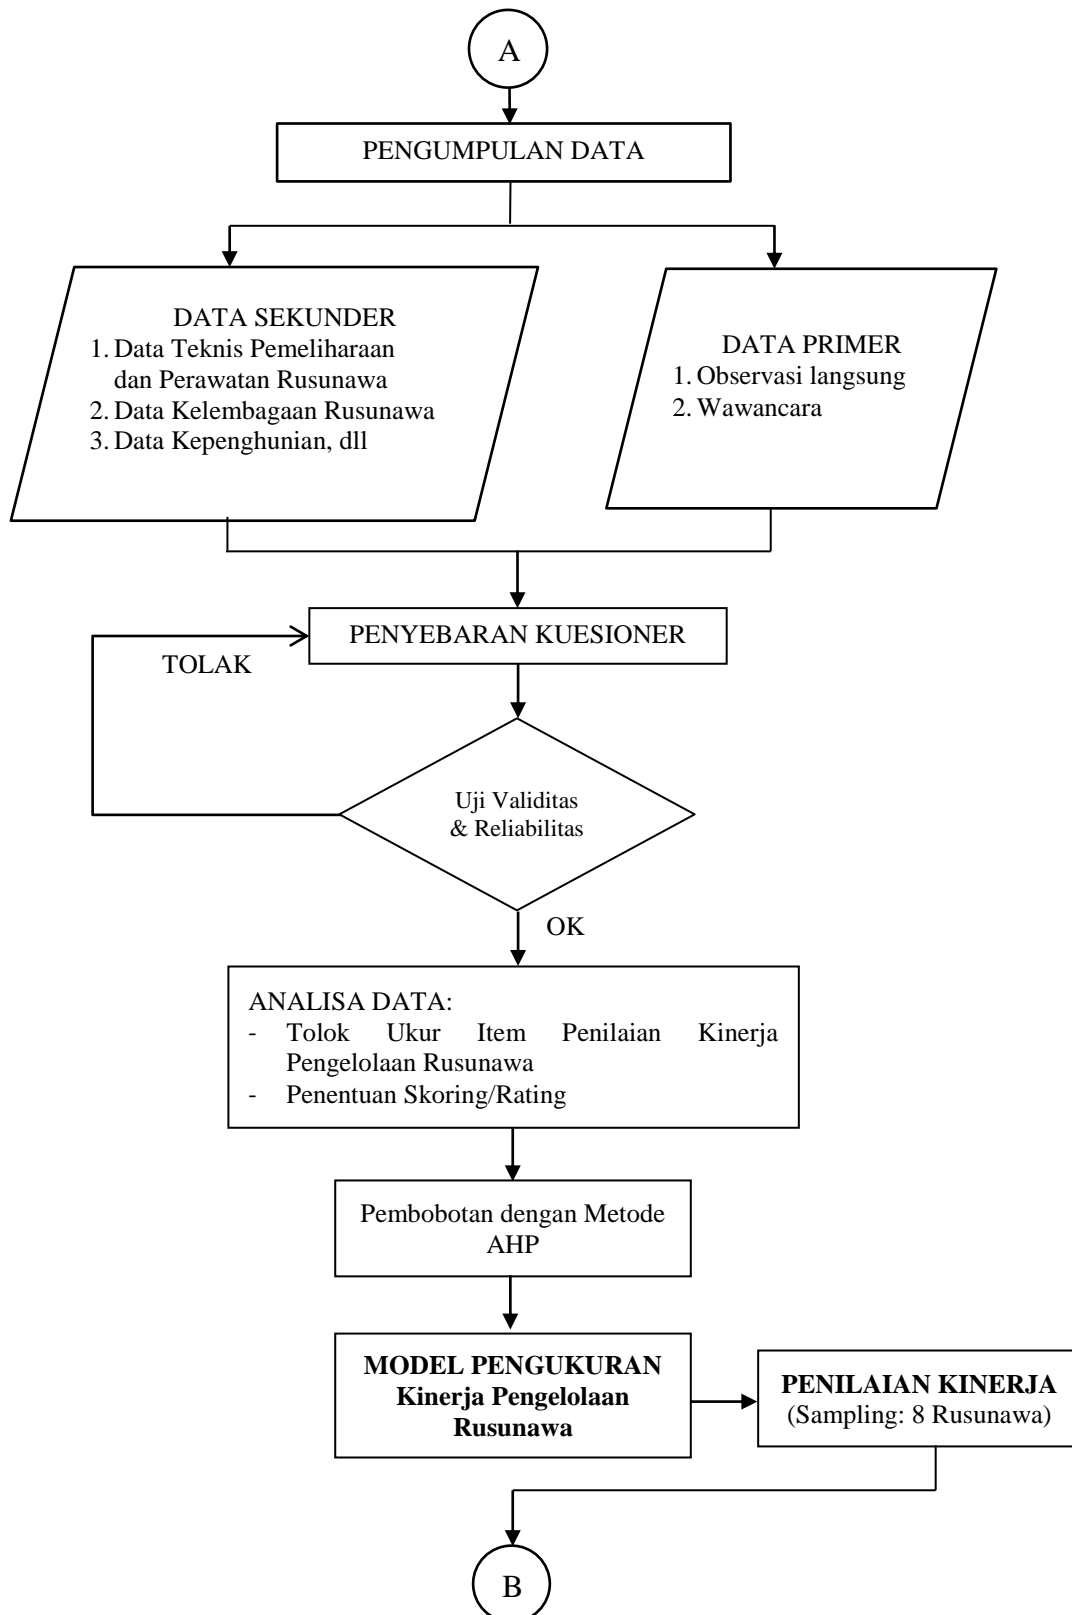 A
PENGUMPULAN DATA
DATA SEKUNDER
1. Data Teknis Pemeliharaan
dan Perawatan Rusunawa
2. Data Kelembagaan Rusunawa
3. Data Kepenghunian, dll
DATA PRIMER
1. Observasi langsung
2. Wawancara
PENYEBARAN KUESIONER
TOLAK
Uji Validitas
& Reliabilitas
OK
ANALISA DATA:
- Tolok Ukur Item Penilaian Kinerja
Pengelolaan Rusunawa
- Penentuan Skoring/Rating
Pembobotan dengan Metode
AHP
MODEL PENGUKURAN
Kinerja Pengelolaan
Rusunawa
PENILAIAN KINERJA
(Sampling: 8 Rusunawa)
B